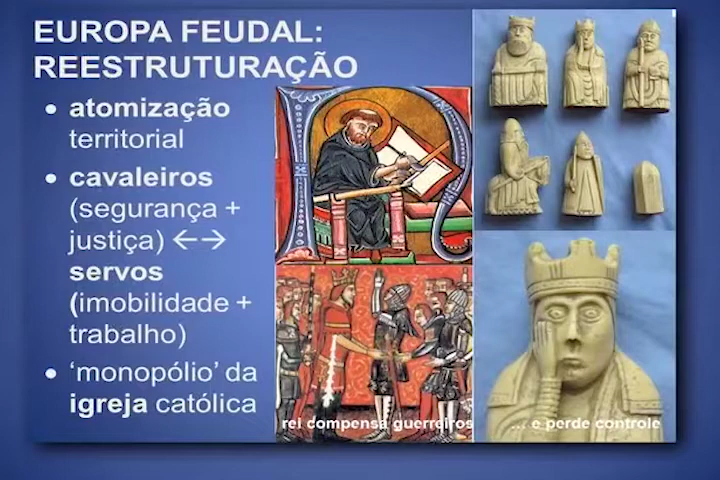 EUROPA FEUDAL:
REESTRUTURAÇÃO
• atomização
territorial
• cavaleiros
(segurança +
justiça) ←→
servos
(imobilidade +
trabalho)
• ‘monopólio’ da
igreja católica
rei compensa guerreiros
... e perde controle